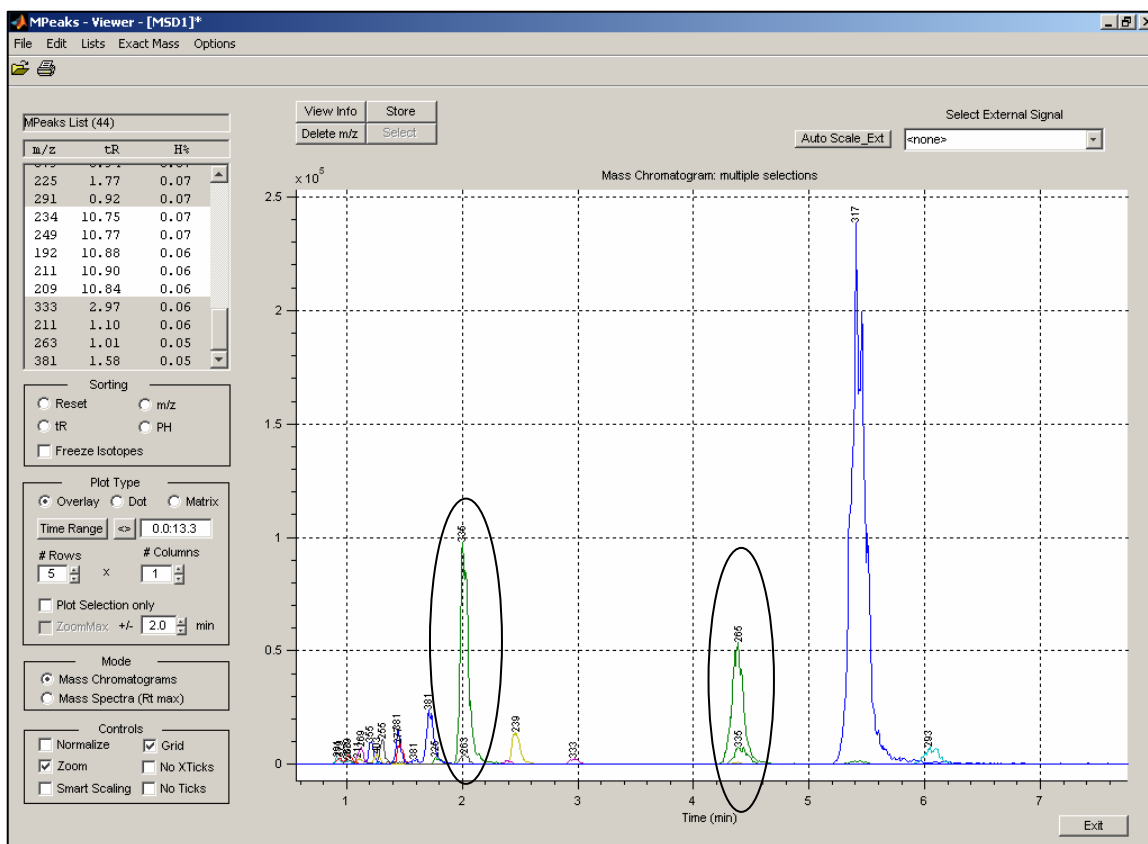 MPeaks - Viewer - [MSD1]*
File Edit Lists Exact Mass Options
View Info Store
Delete m/z Select
Select External Signal
Auto Scale_Ext <none>
MPeaks List (44)
m/z tR H%
225 1.77 0.07
291 0.92 0.07
234 10.75 0.07
249 10.77 0.07
192 10.88 0.06
211 10.90 0.06
209 10.84 0.06
333 2.97 0.06
211 1.10 0.06
263 1.01 0.05
381 1.58 0.05
Sorting
Reset m/z
tR PH
Freeze Isotopes
Plot Type
Overlay Dot Matrix
Time Range <> 0.0:13.3
# Rows # Columns
5 x 1
Plot Selection only
ZoomMax +/- 2.0 min
Mode
Mass Chromatograms
Mass Spectra (Rt max)
Controls
Normalize Grid
Zoom No XTicks
Smart Scaling No Ticks
Mass Chromatogram: multiple selections
x 10^5
2.5
2
1.5
1
0.5
0
317
335
265
335
381
381
381
355
255
269
225
263
239
333
293
1 2 3 4 5 6 7
Time (min)
Exit